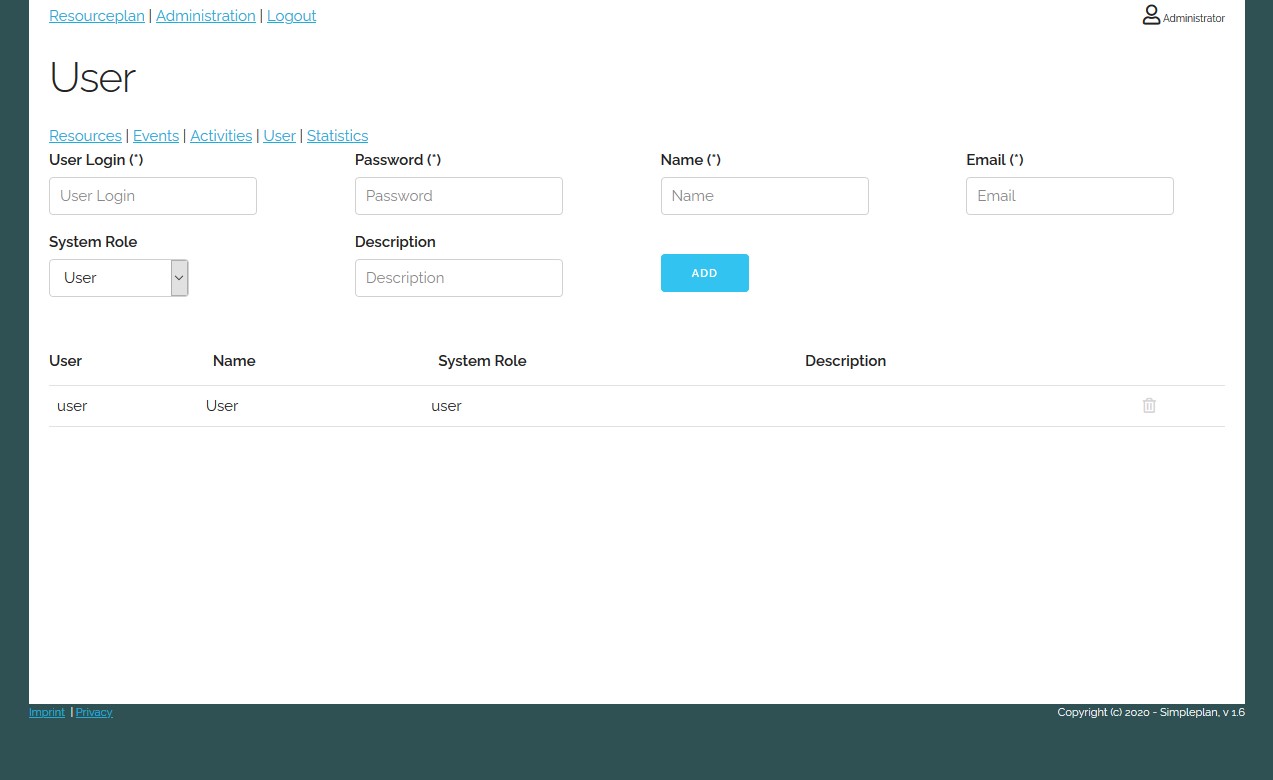 Resourceplan | Administration | Logout
Administrator
User
Resources | Events | Activities | User | Statistics
User Login (*) Password (*) Name (*) Email (*)
User Login Password Name Email
System Role Description
User Description ADD
User Name System Role Description
user User user
Imprint | Privacy Copyright (c) 2020 - Simpleplan, v 1.6